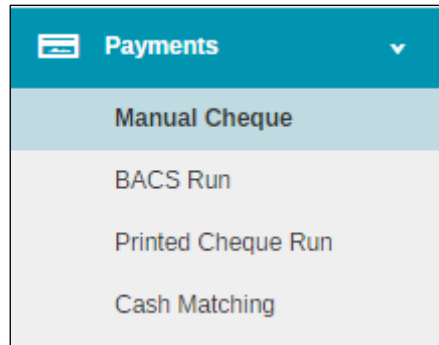 Payments
Manual Cheque
BACS Run
Printed Cheque Run
Cash Matching